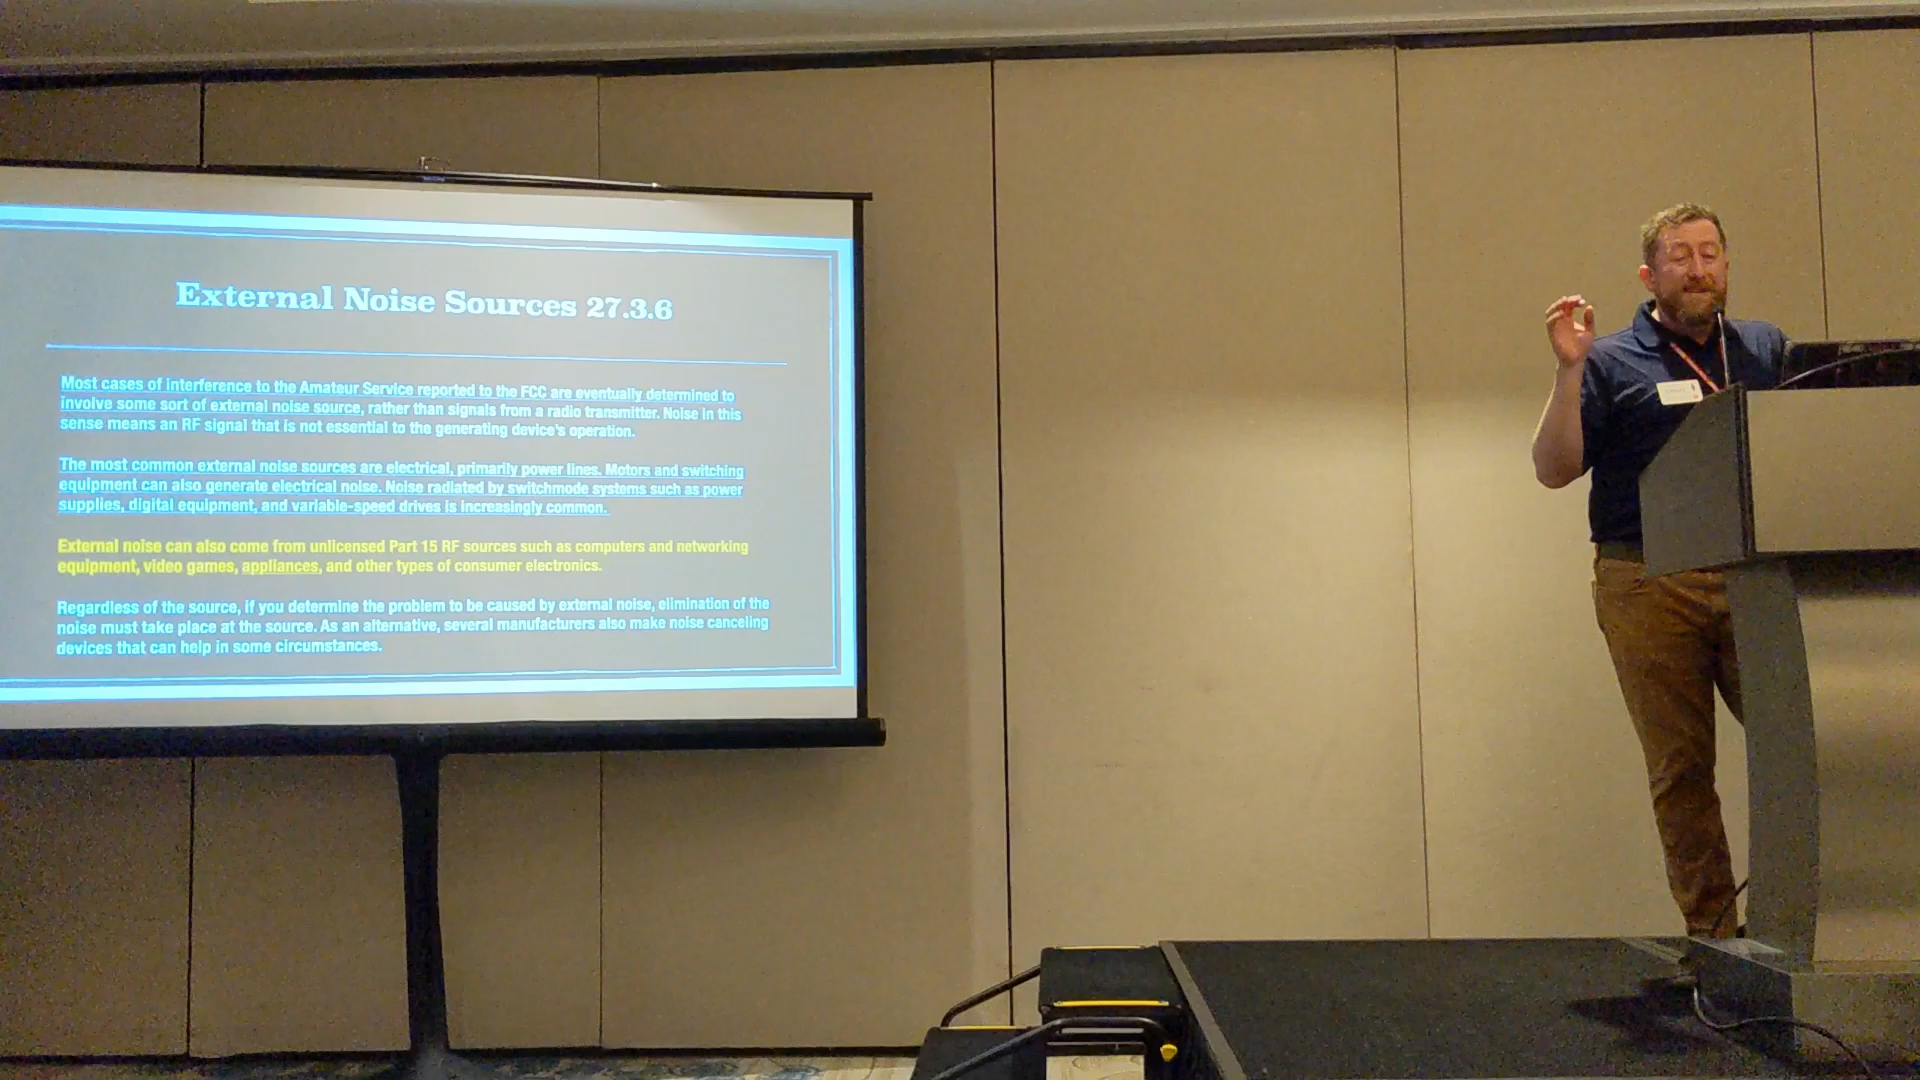 External Noise Sources 27.3.6
Most cases of interference to the Amateur Service reported to the FCC are eventually determined to
involve some sort of external noise source, rather than signals from a radio transmitter. Noise in this
sense means an RF signal that is not essential to the generating device's operation.
The most common external noise sources are electrical, primarily power lines. Motors and switching
equipment can also generate electrical noise. Noise radiated by switchmode systems such as power
supplies, digital equipment, and variable-speed drives is increasingly common.
External noise can also come from unlicensed Part 15 RF sources such as computers and networking
equipment, video games, appliances, and other types of consumer electronics.
Regardless of the source, if you determine the problem to be caused by external noise, elimination of the
noise must take place at the source. As an alternative, several manufacturers also make noise canceling
devices that can help in some circumstances.